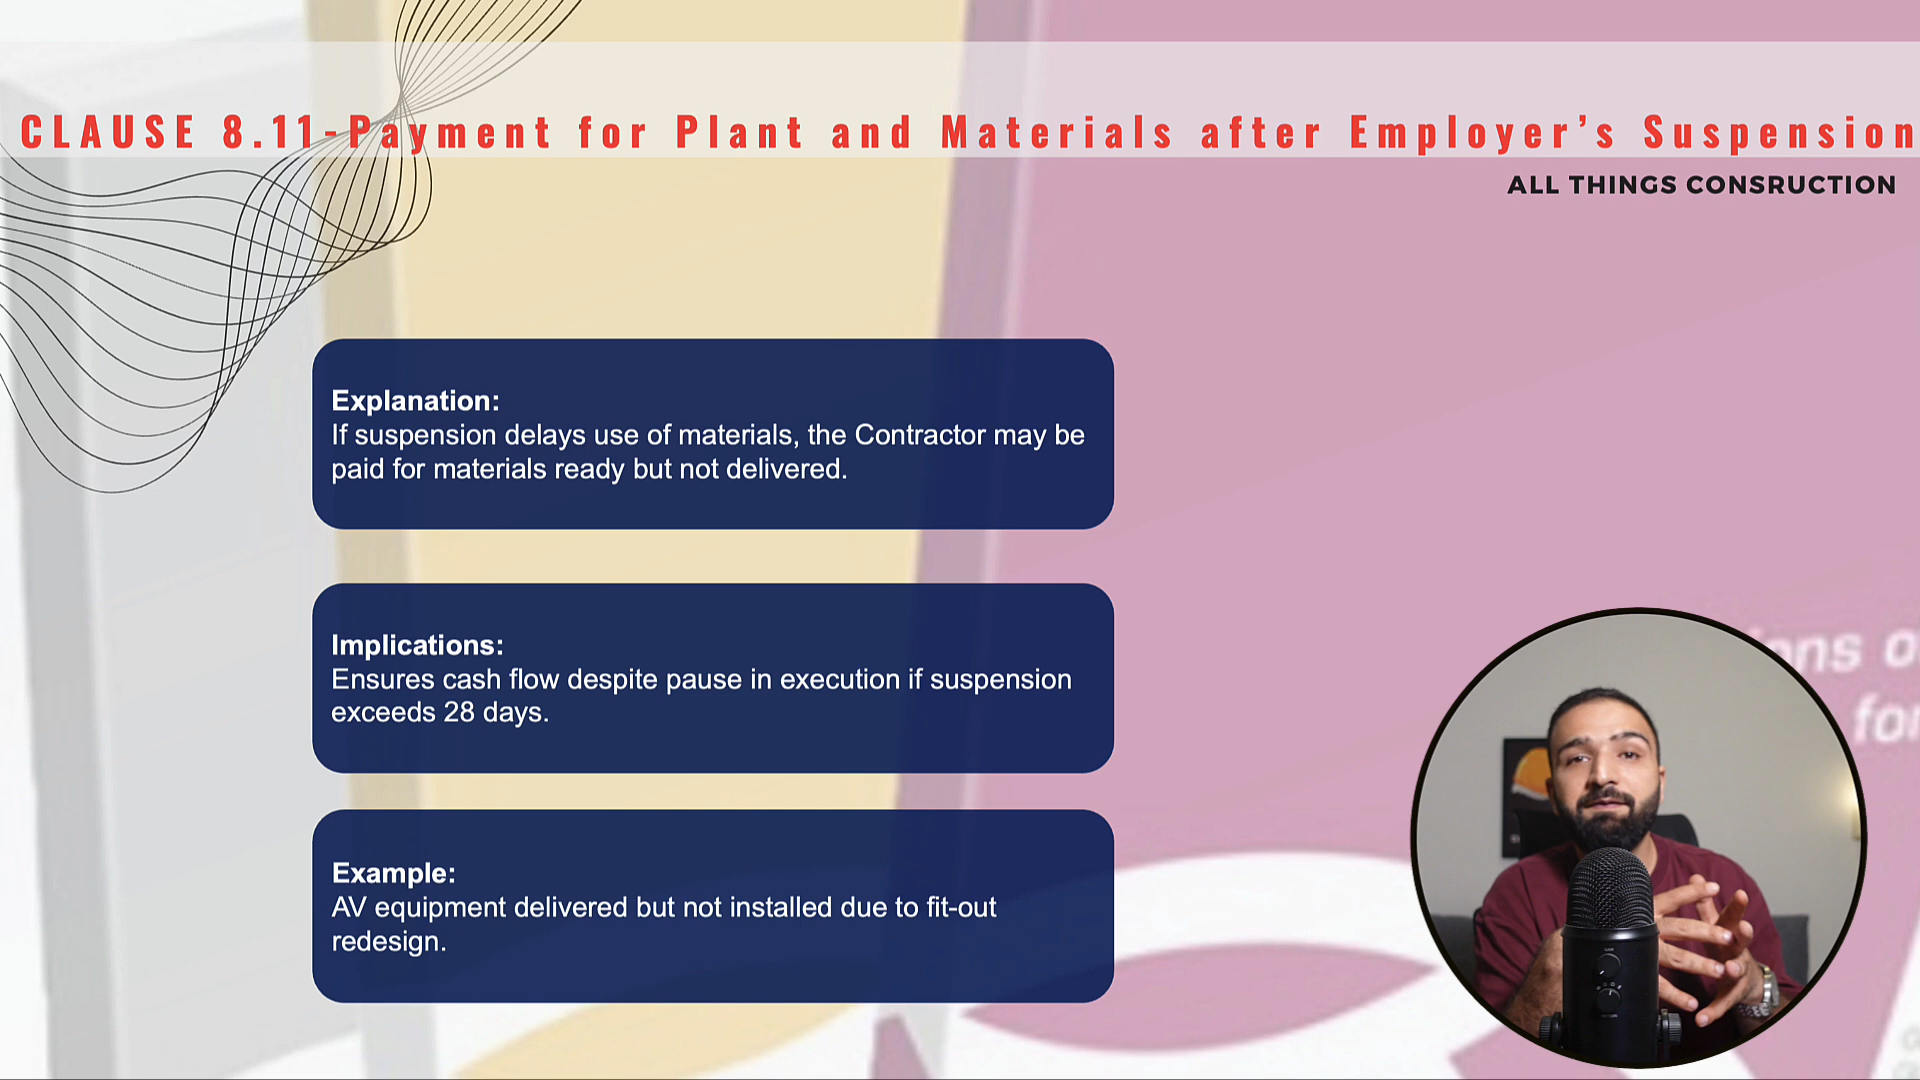 CLAUSE 8.11-Payment for Plant and Materials after Employer’s Suspension
ALL THINGS CONSRUCTION
Explanation:
If suspension delays use of materials, the Contractor may be
paid for materials ready but not delivered.
Implications:
Ensures cash flow despite pause in execution if suspension
exceeds 28 days.
Example:
AV equipment delivered but not installed due to fit-out
redesign.